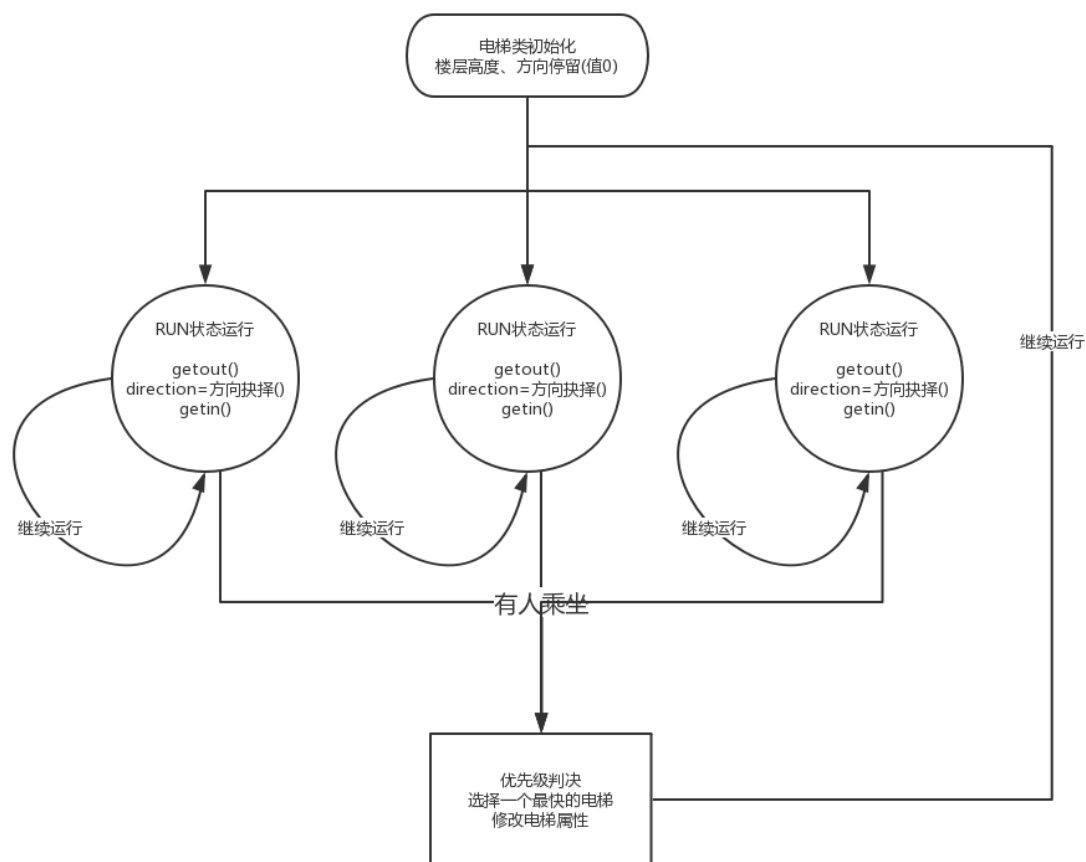 电梯类初始化
楼层高度、方向停留(值0)
RUN状态运行
getout()
direction=方向抉择()
getin()
继续运行
RUN状态运行
getout()
direction=方向抉择()
getin()
继续运行
RUN状态运行
getout()
direction=方向抉择()
getin()
继续运行
继续运行
有人乘坐
优先级判决
选择一个最快的电梯
修改电梯属性